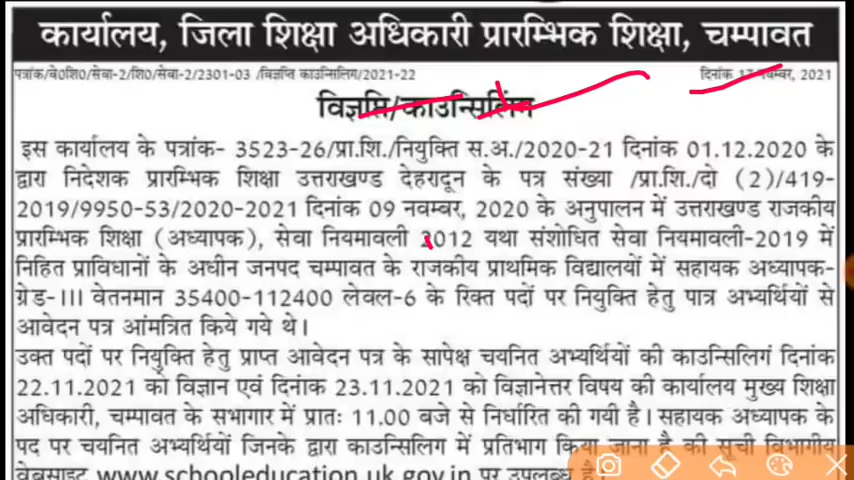 कार्यालय, जिला शिक्षा अधिकारी प्रारम्भिक शिक्षा, चम्पावत
पत्रांक/बे0शि0/सेबा-2/शि0/सेबा-2/2301-03 /विज्ञप्ति काउन्सिलिंग/2021-22 दिनांक 17 नवम्बर, 2021
विज्ञप्ति/काउन्सिलिंग
इस कार्यालय के पत्रांक- 3523-26/प्रा.शि./नियुक्ति स.अ./2020-21 दिनांक 01.12.2020 के
द्वारा निदेशक प्रारम्भिक शिक्षा उत्तराखण्ड देहरादून के पत्र संख्या /प्रा.शि./दो (2)/419-
2019/9950-53/2020-2021 दिनांक 09 नवम्बर, 2020 के अनुपालन में उत्तराखण्ड राजकीय
प्रारम्भिक शिक्षा (अध्यापक), सेवा नियमावली 2012 यथा संशोधित सेवा नियमावली-2019 में
निहित प्राविधानों के अधीन जनपद चम्पावत के राजकीय प्राथमिक विद्यालयों में सहायक अध्यापक-
ग्रेड-III वेतनमान 35400-112400 लेवल-6 के रिक्त पदों पर नियुक्ति हेतु पात्र अभ्यर्थियों से
आवेदन पत्र आंमत्रित किये गये थे।
उक्त पदों पर नियुक्ति हेतु प्राप्त आवेदन पत्र के सापेक्ष चयनित अभ्यर्थियों की काउन्सिलिगं दिनांक
22.11.2021 को विज्ञान एवं दिनांक 23.11.2021 को विज्ञानेत्तर विषय की कार्यालय मुख्य शिक्षा
अधिकारी, चम्पावत के सभागार में प्रातः 11.00 बजे से निर्धारित की गयी है। सहायक अध्यापक के
पद पर चयनित अभ्यर्थियों जिनके द्वारा काउन्सिलिग में प्रतिभाग किया जाना है की सूची विभागीय
वेबसाइट www.schooleducation.uk.gov.in पर उपलब्ध है